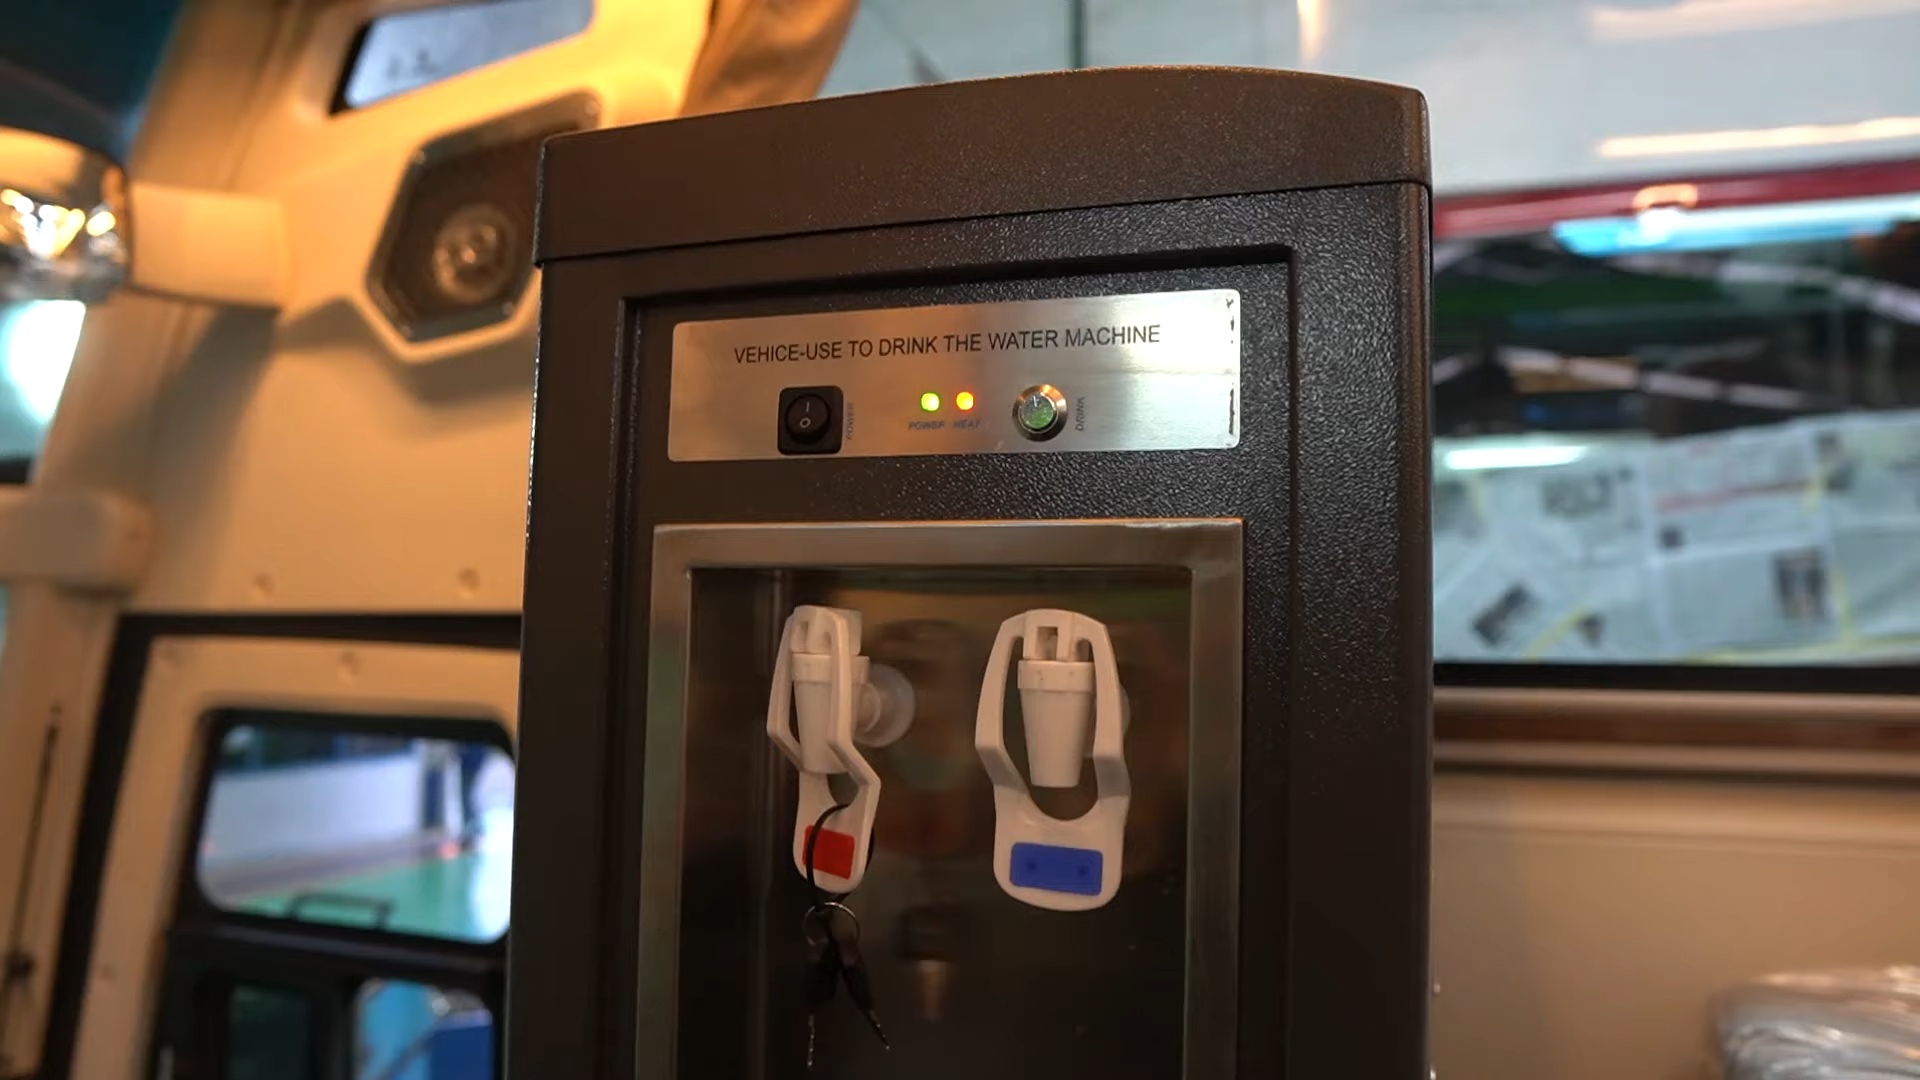 VEHICE-USE TO DRINK THE WATER MACHINE
POWER
POWER HEAT
DRINK